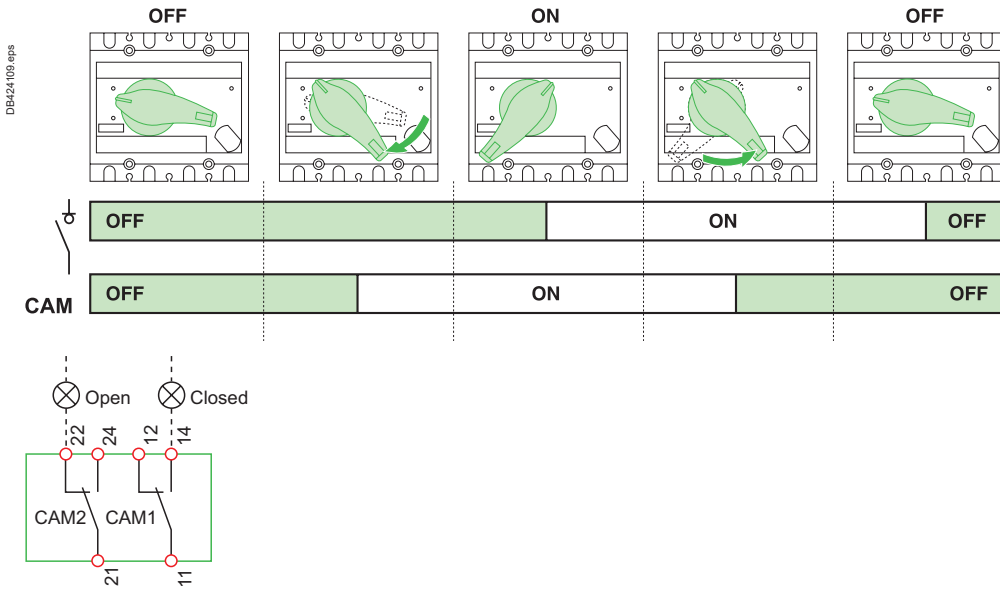 OFF ON OFF
DB424109.eps
OFF ON OFF
CAM OFF ON OFF
Open Closed
22 24 12 14
CAM2 CAM1
21 11